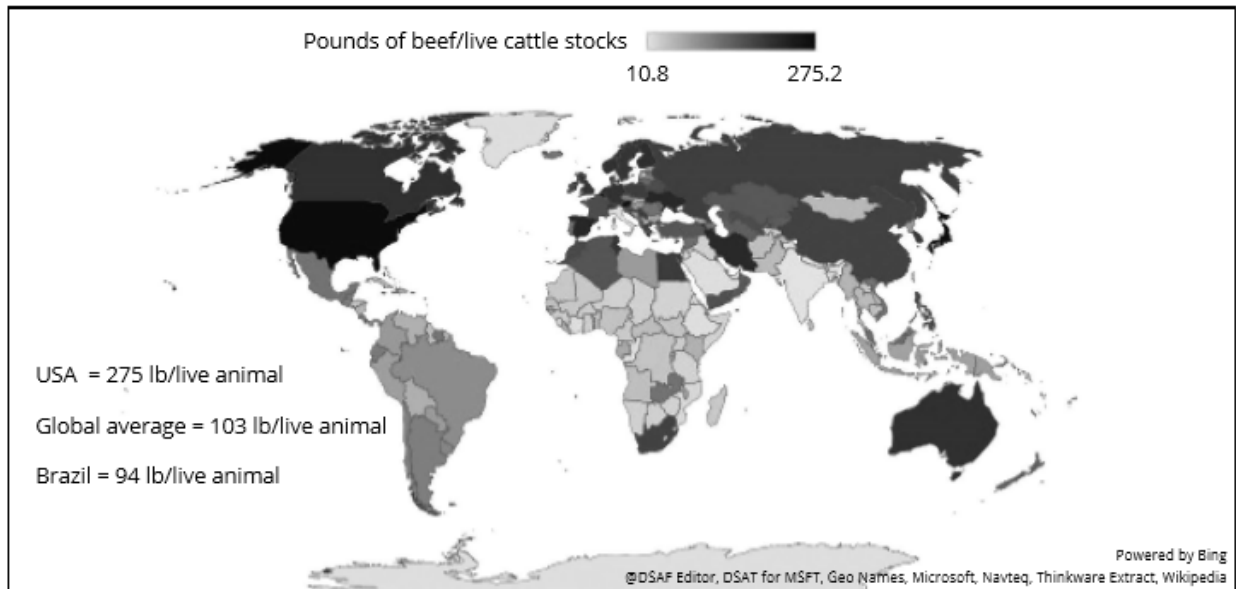 Pounds of beef/live cattle stocks
10.8 275.2
USA = 275 lb/live animal
Global average = 103 lb/live animal
Brazil = 94 lb/live animal
Powered by Bing
@DSAF Editor, DSAT for MSFT, Geo Names, Microsoft, Navteq, Thinkware Extract, Wikipedia